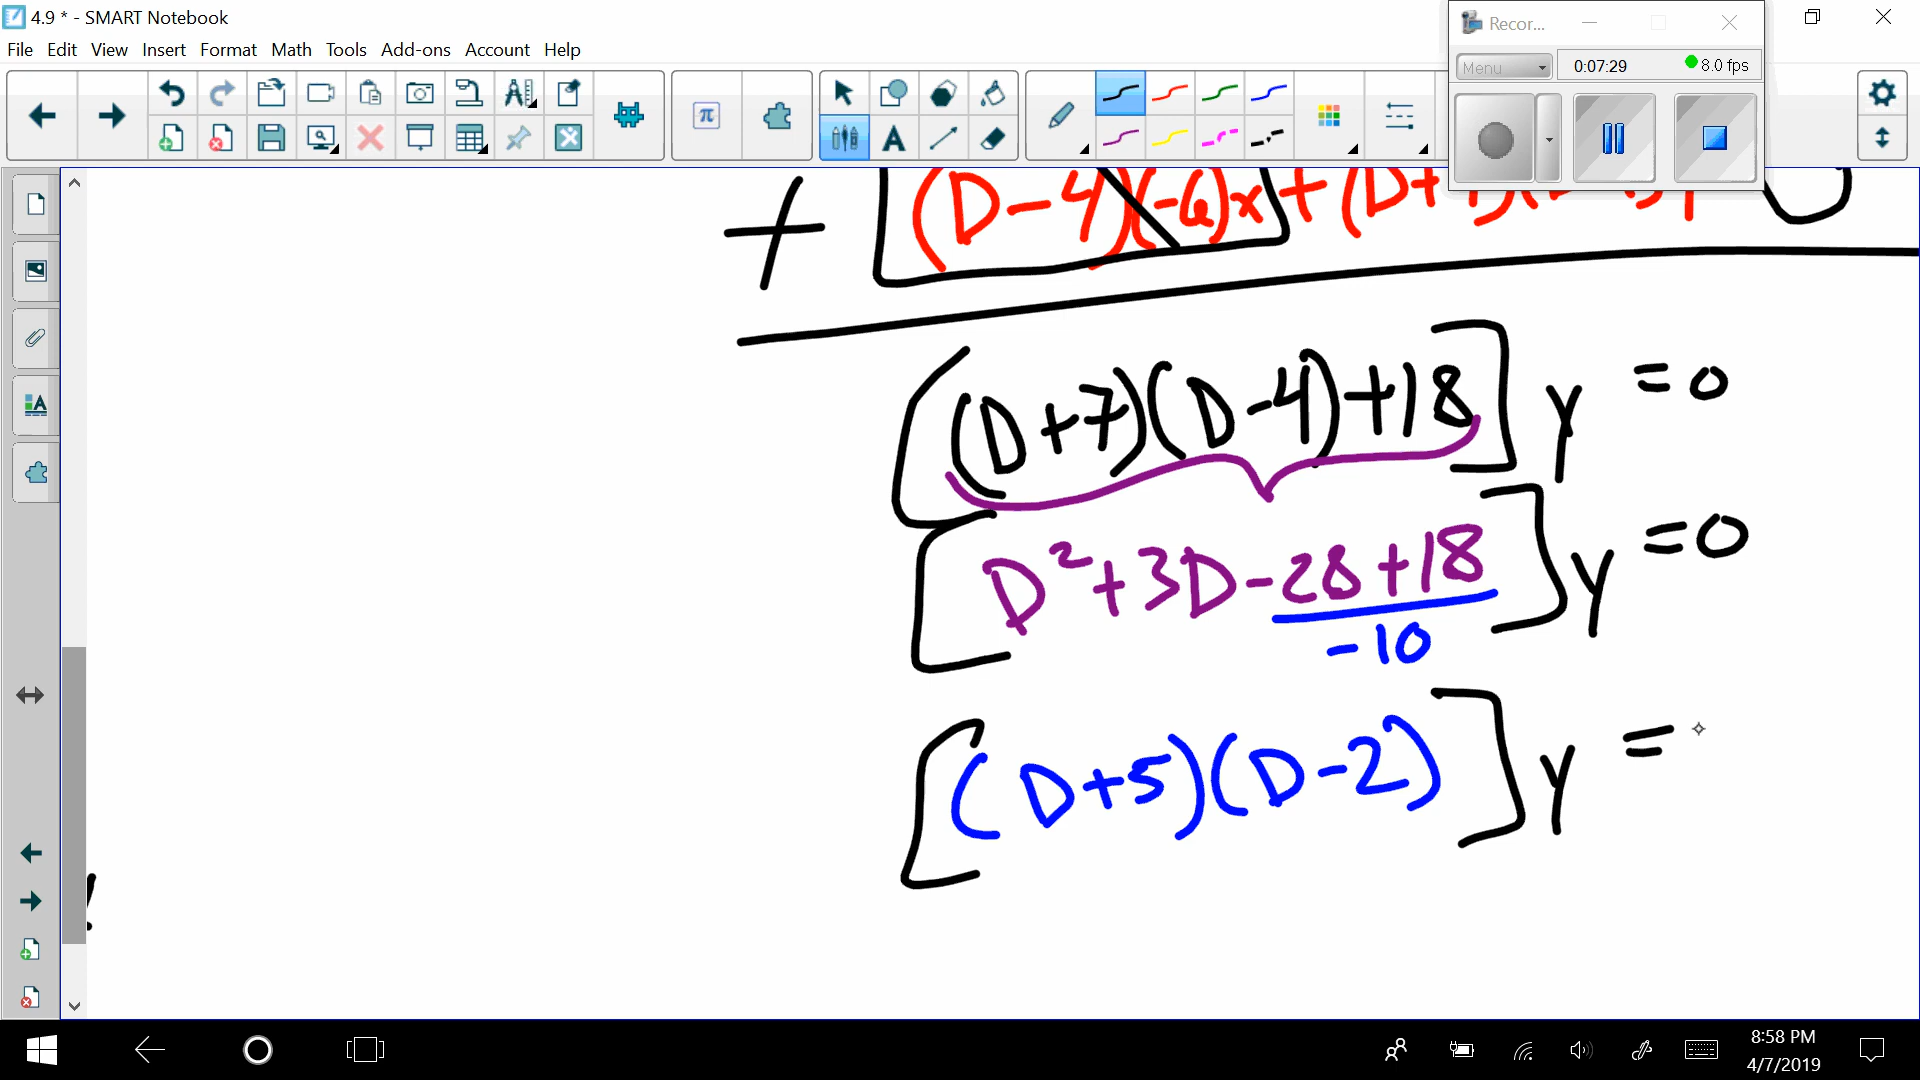 4.9 * - SMART Notebook
File Edit View Insert Format Math Tools Add-ons Account Help
Recor...
Menu 0:07:29 8.0 fps
π
A
+ (D-4)(-6)x + (D+
[(D+7)(D-4)+18] y = 0
[D²+3D-28+18] y = 0
-10
[(D+5)(D-2)] y =
8:58 PM
4/7/2019